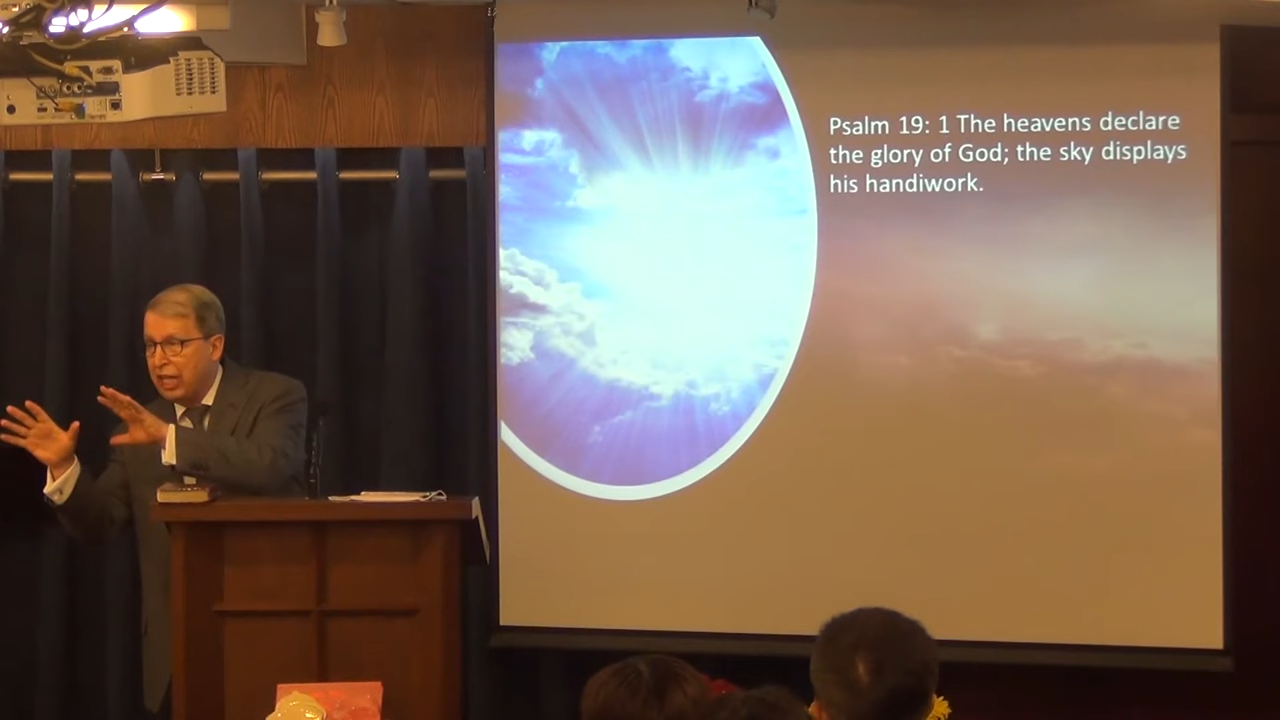 Psalm 19: 1 The heavens declare
the glory of God; the sky displays
his handiwork.